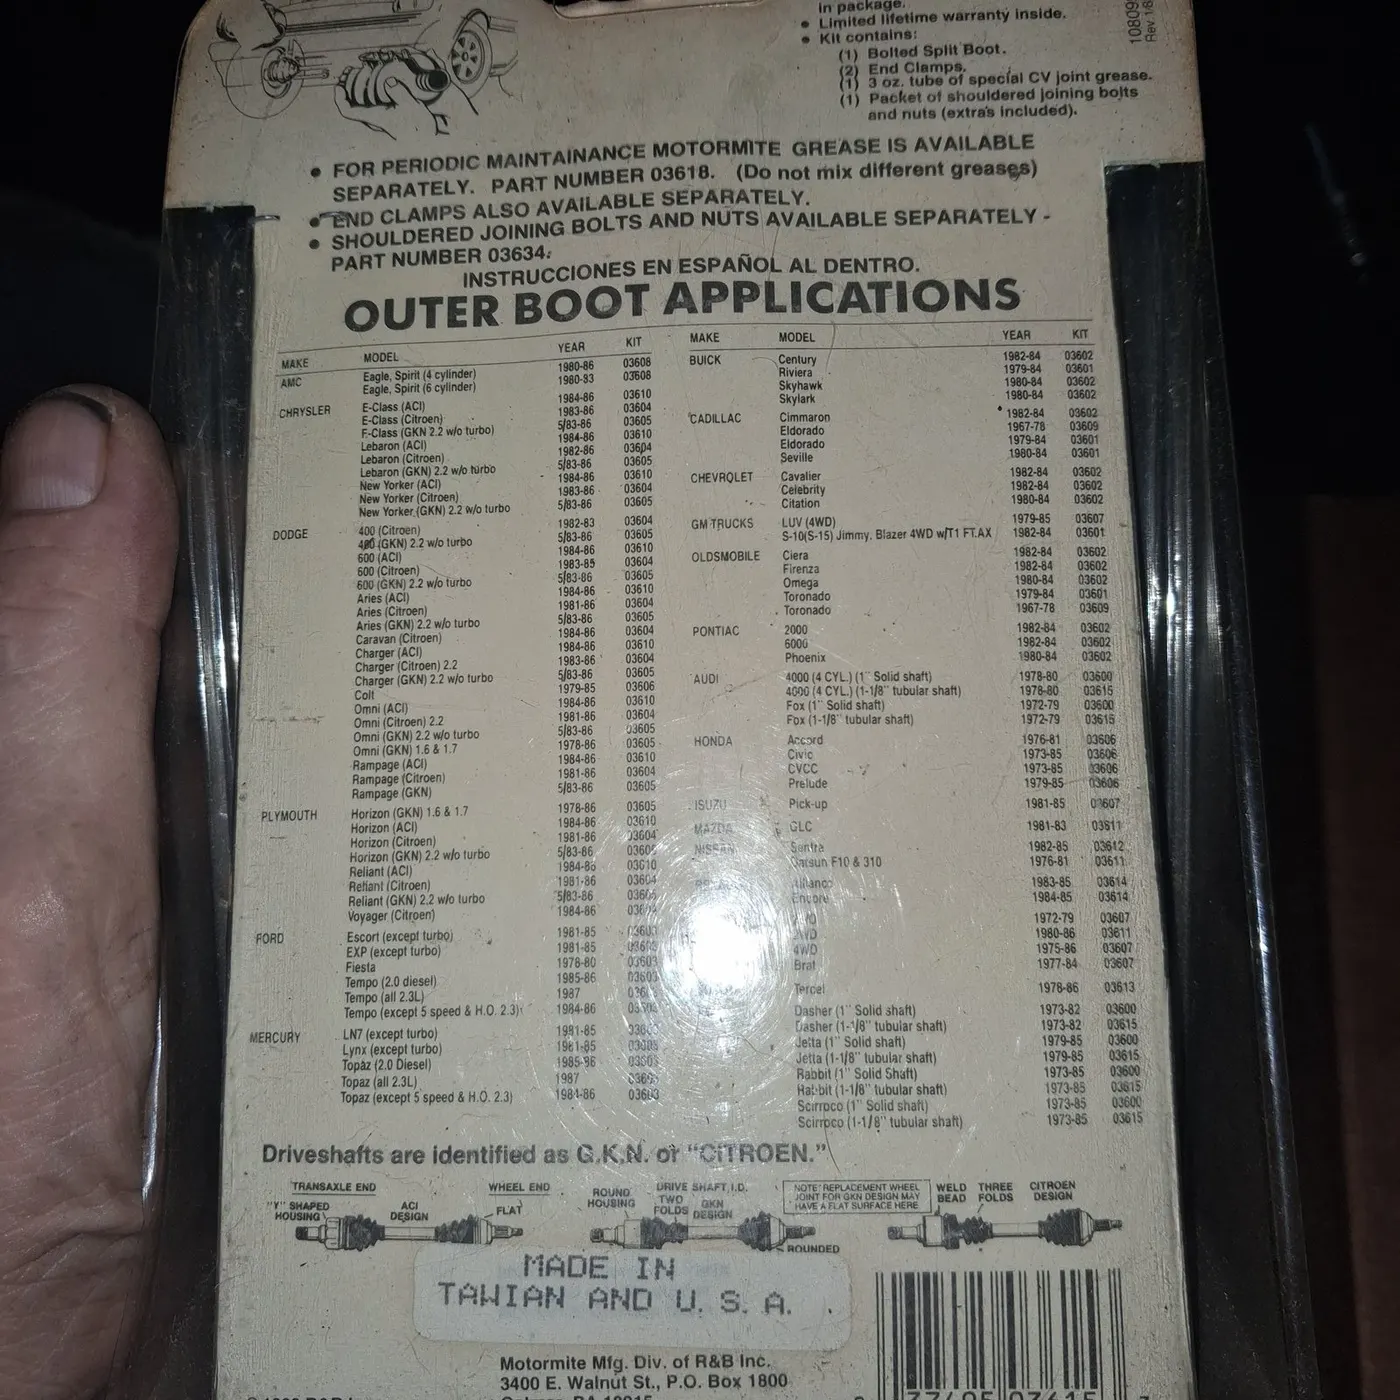 in package.
• Limited lifetime warranty inside.
• Kit contains:
(1) Bolted Split Boot.
(2) End Clamps.
(1) 3 oz. tube of special CV joint grease.
(1) Packet of shouldered joining bolts
and nuts (extra's included).
10809
Rev. 1/8
• FOR PERIODIC MAINTAINANCE MOTORMITE GREASE IS AVAILABLE
SEPARATELY. PART NUMBER 03618. (Do not mix different greases)
• END CLAMPS ALSO AVAILABLE SEPARATELY.
• SHOULDERED JOINING BOLTS AND NUTS AVAILABLE SEPARATELY -
PART NUMBER 03634.
INSTRUCCIONES EN ESPAÑOL AL DENTRO.
OUTER BOOT APPLICATIONS
MAKE MODEL YEAR KIT
AMC Eagle, Spirit (4 cylinder) 1980-86 03608
Eagle, Spirit (6 cylinder) 1980-83 03608
CHRYSLER E-Class (ACI) 1984-86 03610
E-Class (Citroen) 1983-86 03604
F-Class (GKN 2.2 w/o turbo) 5/83-86 03605
Lebaron (ACI) 1984-86 03610
Lebaron (Citroen) 1982-86 03604
Lebaron (GKN) 2.2 w/o turbo 5/83-86 03605
New Yorker (ACI) 1984-86 03610
New Yorker (Citroen) 1983-86 03604
New Yorker (GKN) 2.2 w/o turbo 5/83-86 03605
DODGE 400 (Citroen) 1982-83 03604
400 (GKN) 2.2 w/o turbo 5/83-86 03605
600 (ACI) 1984-86 03610
600 (Citroen) 1983-85 03604
600 (GKN) 2.2 w/o turbo 5/83-86 03605
Aries (ACI) 1984-86 03610
Aries (Citroen) 1981-86 03604
Aries (GKN) 2.2 w/o turbo 5/83-86 03605
Caravan (Citroen) 1984-86 03604
Charger (ACI) 1984-86 03610
Charger (Citroen) 2.2 1983-86 03604
Charger (GKN) 2.2 w/o turbo 5/83-86 03605
Colt 1979-85 03606
Omni (ACI) 1984-86 03610
Omni (Citroen) 2.2 1981-86 03604
Omni (GKN) 2.2 w/o turbo 5/83-86 03605
Omni (GKN) 1.6 & 1.7 1978-86 03605
Rampage (ACI) 1984-86 03610
Rampage (Citroen) 1981-86 03604
Rampage (GKN) 5/83-86 03605
PLYMOUTH Horizon (GKN) 1.6 & 1.7 1978-86 03605
Horizon (ACI) 1984-86 03610
Horizon (Citroen) 1981-86 03604
Horizon (GKN) 2.2 w/o turbo 5/83-86 03605
Reliant (ACI) 1984-86 03610
Reliant (Citroen) 1981-86 03604
Reliant (GKN) 2.2 w/o turbo 5/83-86 03605
Voyager (Citroen) 1984-86
FORD Escort (except turbo) 1981-85 03603
EXP (except turbo) 1981-85 03603
Fiesta 1978-80 03603
Tempo (2.0 diesel) 1985-86 03603
Tempo (all 2.3L) 1987
Tempo (except 5 speed & H.O. 2.3) 1984-86
MERCURY LN7 (except turbo) 1981-85 03603
Lynx (except turbo) 1981-85 03603
Topaz (2.0 Diesel) 1985-86 03603
Topaz (all 2.3L) 1987 03603
Topaz (except 5 speed & H.O. 2.3) 1984-86 03603
MAKE MODEL YEAR KIT
BUICK Century 1982-84 03602
Riviera 1979-84 03601
Skyhawk 1980-84 03602
Skylark 1980-84 03602
CADILLAC Cimmaron 1982-84 03602
Eldorado 1967-78 03609
Eldorado 1979-84 03601
Seville 1980-84 03601
CHEVROLET Cavalier 1982-84 03602
Celebrity 1982-84 03602
Citation 1980-84 03602
GM TRUCKS LUV (4WD) 1979-85 03607
S-10(S-15) Jimmy, Blazer 4WD w/T1 FT.AX 1982-84 03601
OLDSMOBILE Ciera 1982-84 03602
Firenza 1982-84 03602
Omega 1980-84 03602
Toronado 1979-84 03601
Toronado 1967-78 03609
PONTIAC 2000 1982-84 03602
6000 1982-84 03602
Phoenix 1980-84 03602
AUDI 4000 (4 CYL.) (1" Solid shaft) 1978-80 03600
4000 (4 CYL.) (1-1/8" tubular shaft) 1978-80 03615
Fox (1" Solid shaft) 1972-79 03600
Fox (1-1/8" tubular shaft) 1972-79 03615
HONDA Accord 1976-81 03606
Civic 1973-85 03606
CVCC 1973-85 03606
Prelude 1979-85 03606
ISUZU Pick-up 1981-85 03607
MAZDA GLC 1981-83 03611
NISSAN Sentra 1982-85 03612
Datsun F10 & 310 1976-81 03611
Alliance 1983-85 03614
Encore 1984-85 03614
1972-79 03607
1980-86 03611
4WD 1975-86 03607
Brat 1977-84 03607
Tercel 1978-86 03613
Dasher (1" Solid shaft) 1973-82 03600
Dasher (1-1/8" tubular shaft) 1973-82 03615
Jetta (1" Solid shaft) 1979-85 03600
Jetta (1-1/8" tubular shaft) 1979-85 03615
Rabbit (1" Solid Shaft) 1973-85 03600
Rabbit (1-1/8" tubular shaft) 1973-85 03615
Scirroco (1" Solid shaft) 1973-85 03600
Scirroco (1-1/8" tubular shaft) 1973-85 03615
Driveshafts are identified as G.K.N. or "CITROEN."
TRANSAXLE END
WHEEL END
"Y" SHAPED
HOUSING
ACI
DESIGN
FLAT
ROUND
HOUSING
DRIVE SHAFT I.D.
TWO
FOLDS
GKN
DESIGN
ROUNDED
NOTE: REPLACEMENT WHEEL
JOINT FOR GKN DESIGN MAY
HAVE A FLAT SURFACE HERE
WELD
BEAD
THREE
FOLDS
CITROEN
DESIGN
MADE IN
TAWIAN AND U.S.A.
Motormite Mfg. Div. of R&B Inc.
3400 E. Walnut St., P.O. Box 1800